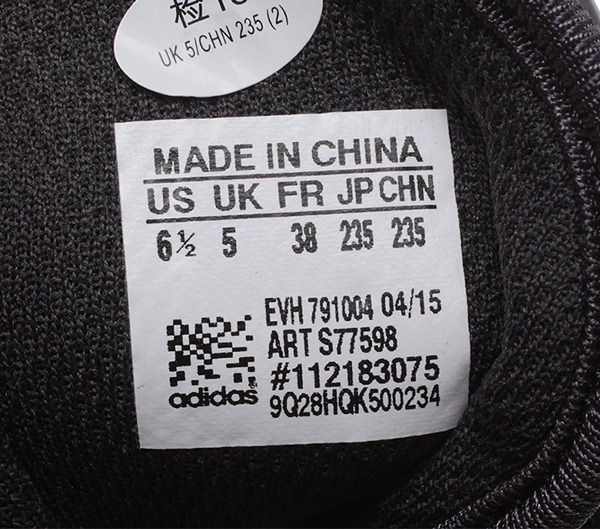 检
UK 5/CHN 235 (2)
MADE IN CHINA
US UK FR JP CHN
6½ 5 38 235 235
EVH 791004 04/15
ART S77598
#112183075
9Q28HQK500234
adidas